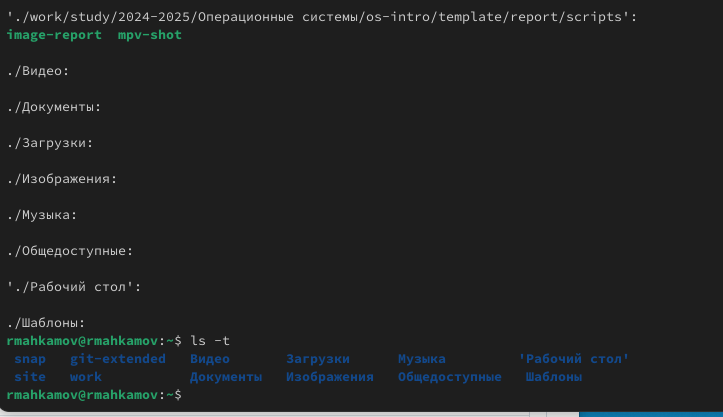 './work/study/2024-2025/Операционные системы/os-intro/template/report/scripts':
image-report  mpv-shot
./Видео:
./Документы:
./Загрузки:
./Изображения:
./Музыка:
./Общедоступные:
'./Рабочий стол':
./Шаблоны:
rmahkamov@rmahkamov:~$ ls -t
snap   git-extended   Видео       Загрузки      Музыка         'Рабочий стол'
site   work           Документы   Изображения   Общедоступные   Шаблоны
rmahkamov@rmahkamov:~$